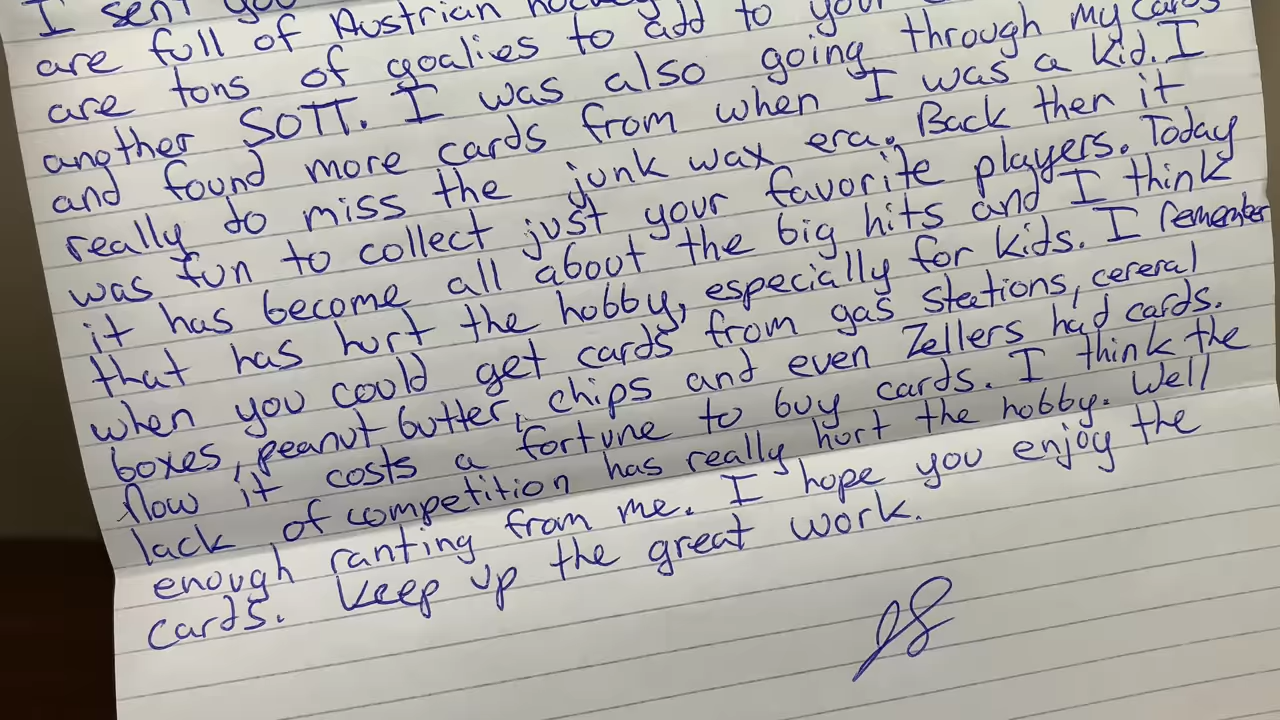 I sent you
are full of Austrian hockey
are tons of goalies to add to your
another SOTT. I was also going through my cards
and found more cards from when I was a kid. I
really do miss the junk wax era. Back then it
was fun to collect just your favorite players. Today
it has become all about the big hits and I think
that has hurt the hobby, especially for kids. I remember
when you could get cards from gas stations, cereral
boxes, peanut butter, chips and even Zellers had cards.
Now it costs a fortune to buy cards. I think the
lack of competition has really hurt the hobby. Well
enough ranting from me. I hope you enjoy the
cards. Keep up the great work.